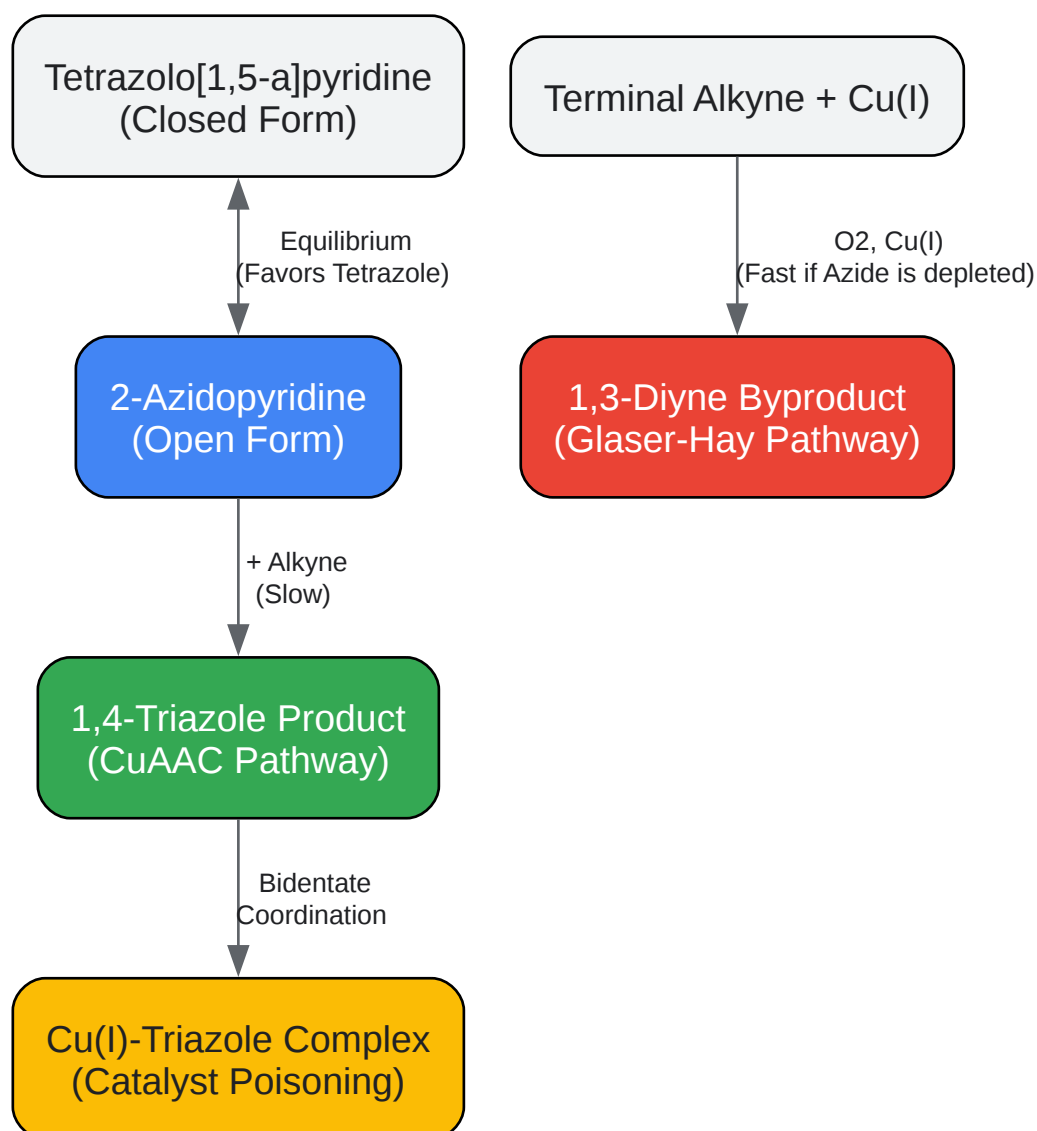 Tetrazolo[1,5-a]pyridine
(Closed Form)
Terminal Alkyne + Cu(I)
Equilibrium
(Favors Tetrazole)
O2, Cu(I)
(Fast if Azide is depleted)
2-Azidopyridine
(Open Form)
1,3-Diyne Byproduct
(Glaser-Hay Pathway)
+ Alkyne
(Slow)
1,4-Triazole Product
(CuAAC Pathway)
Bidentate
Coordination
Cu(I)-Triazole Complex
(Catalyst Poisoning)